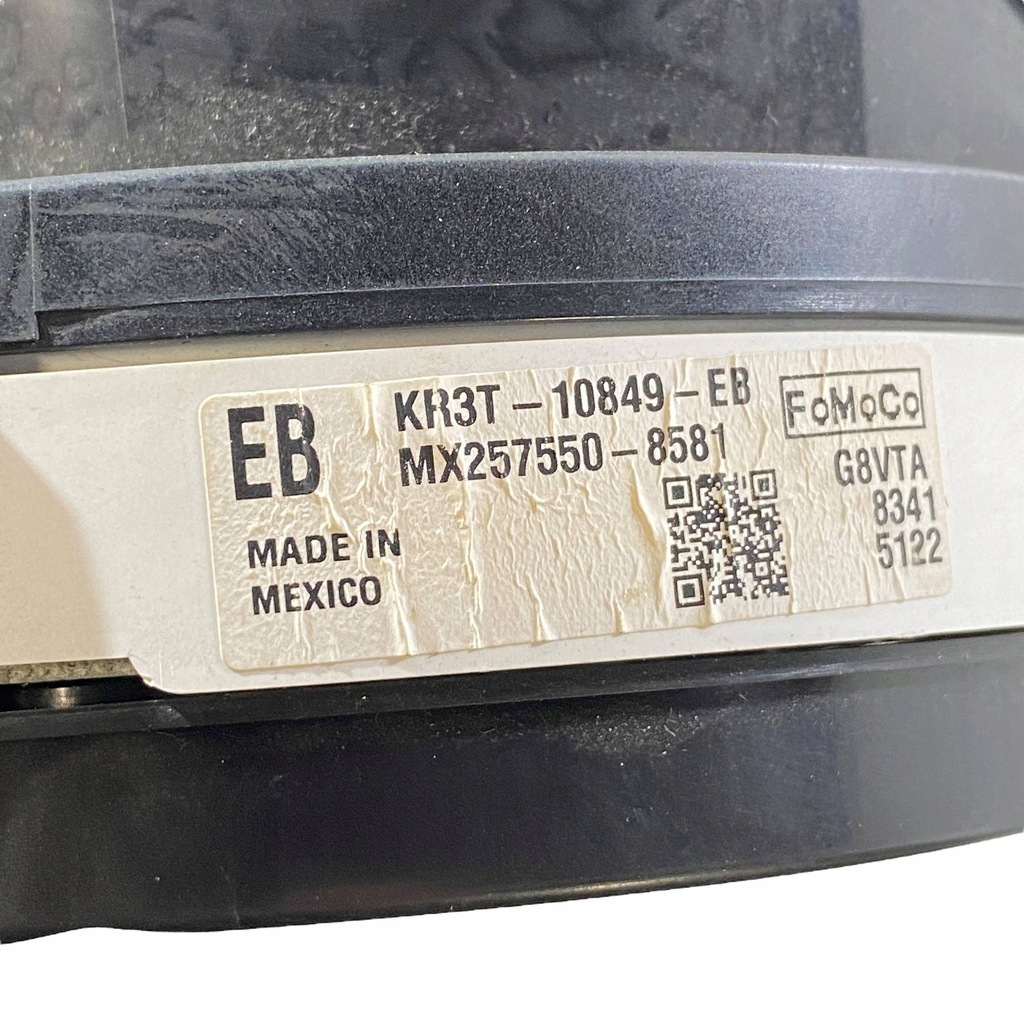 EB
KR3T-10849-EB
MX257550-8581
FoMoCo
G8VTA
8341
5122
MADE IN
MEXICO